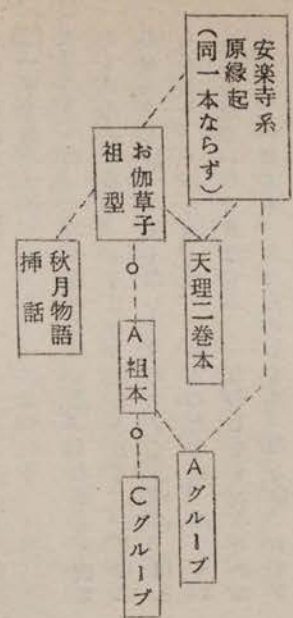 安楽寺系
原縁起
(同一本ならず)
お伽草子
祖型
天理二巻本
秋月物語
挿話
A祖本
Aグループ
Cグループ